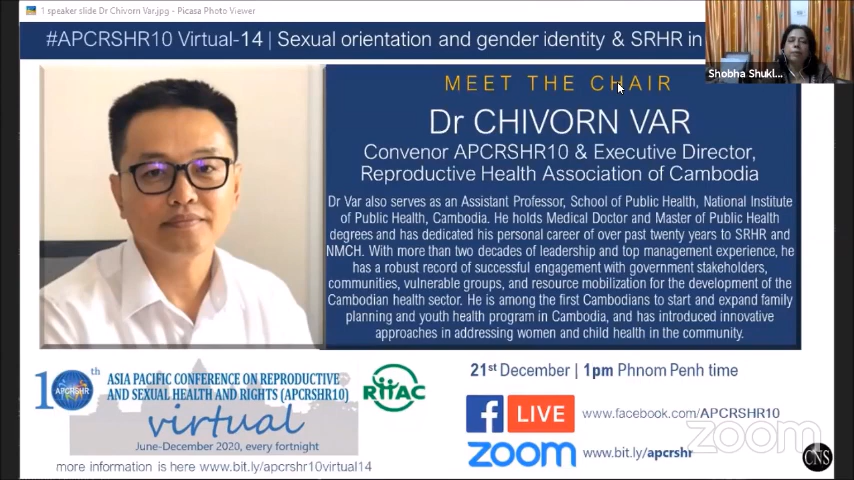 1 speaker slide Dr Chivorn Var.jpg - Picasa Photo Viewer
#APCRSHR10 Virtual-14 | Sexual orientation and gender identity & SRHR in
Shobha Shukl...
MEET THE CHAIR
Dr CHIVORN VAR
Convenor APCRSHR10 & Executive Director,
Reproductive Health Association of Cambodia
Dr Var also serves as an Assistant Professor, School of Public Health, National Institute
of Public Health, Cambodia. He holds Medical Doctor and Master of Public Health
degrees and has dedicated his personal career of over past twenty years to SRHR and
NMCH. With more than two decades of leadership and top management experience, he
has a robust record of successful engagement with government stakeholders,
communities, vulnerable groups, and resource mobilization for the development of the
Cambodian health sector. He is among the first Cambodians to start and expand family
planning and youth health program in Cambodia, and has introduced innovative
approaches in addressing women and child health in the community.
10th
APCRSHR
ASIA PACIFIC CONFERENCE ON REPRODUCTIVE
AND SEXUAL HEALTH AND RIGHTS (APCRSHR10)
virtual
June-December 2020, every fortnight
more information is here www.bit.ly/apcrshr10virtual14
RHAC
21st December | 1pm Phnom Penh time
f LIVE www.facebook.com/APCRSHR10
zoom www.bit.ly/apcrshr
zoom
CNS